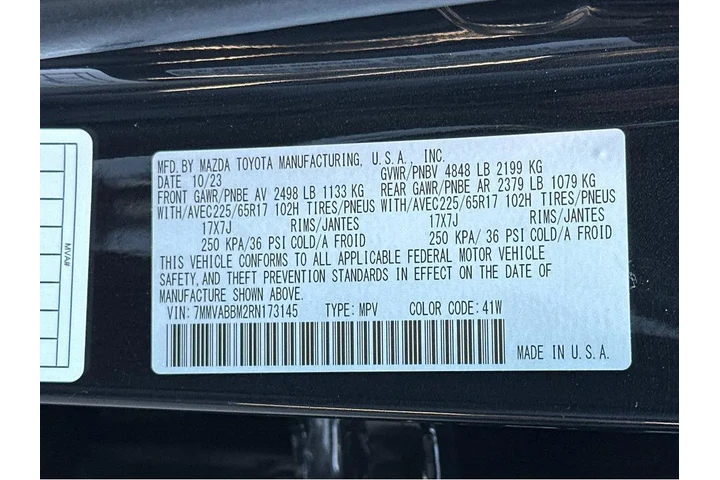 MFD. BY MAZDA TOYOTA MANUFACTURING, U.S.A., INC.
DATE 10/23 GVWR/PNBV 4848 LB 2199 KG
FRONT GAWR/PNBE AV 2498 LB 1133 KG REAR GAWR/PNBE AR 2379 LB 1079 KG
WITH/AVEC225/65R17 102H TIRES/PNEUS WITH/AVEC225/65R17 102H TIRES/PNEUS
17X7J RIMS/JANTES 17X7J RIMS/JANTES
250 KPA/36 PSI COLD/A FROID 250 KPA/ 36 PSI COLD/A FROID
THIS VEHICLE CONFORMS TO ALL APPLICABLE FEDERAL MOTOR VEHICLE
SAFETY, AND THEFT PREVENTION STANDARDS IN EFFECT ON THE DATE OF
MANUFACTURE SHOWN ABOVE.
VIN: 7MMVABBM2RN173145 TYPE: MPV COLOR CODE: 41W
MADE IN U.S.A.